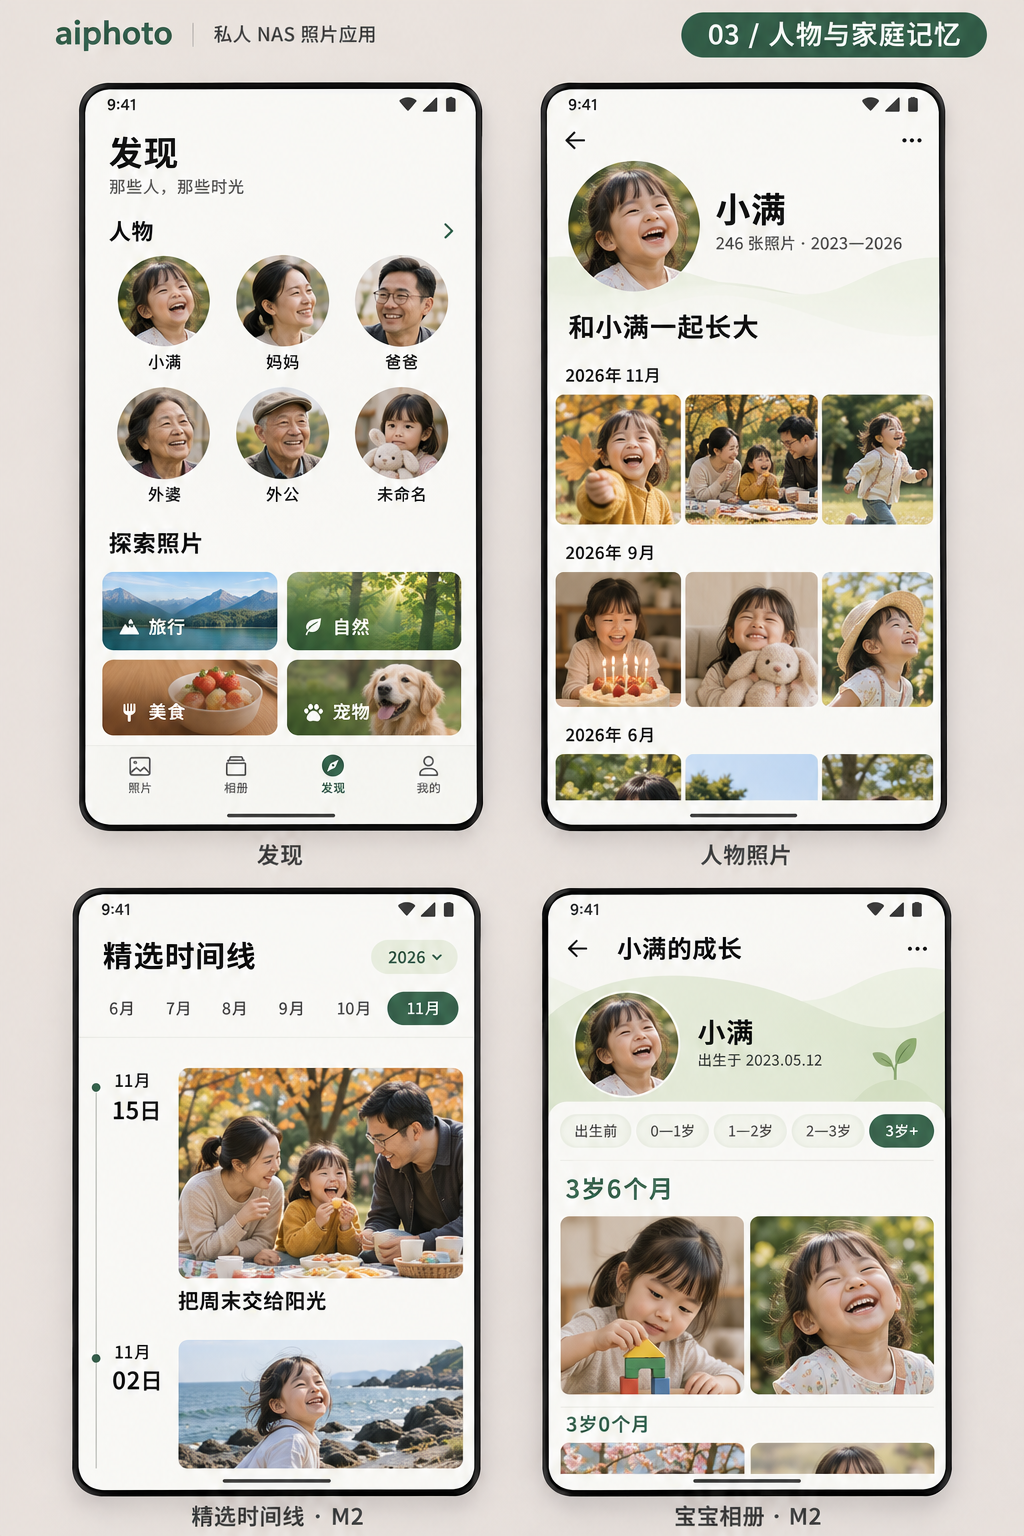 aiphoto
私人 NAS 照片应用
03 / 人物与家庭记忆
9:41
发现
那些人，那些时光
人物
小满
妈妈
爸爸
外婆
外公
未命名
探索照片
旅行
自然
美食
宠物
照片
相册
发现
我的
发现
9:41
小满
246 张照片 · 2023—2026
和小满一起长大
2026年 11月
2026年 9月
2026年 6月
人物照片
9:41
精选时间线
2026
6月
7月
8月
9月
10月
11月
11月
15日
把周末交给阳光
11月
02日
精选时间线 · M2
9:41
小满的成长
小满
出生于 2023.05.12
出生前
0—1岁
1—2岁
2—3岁
3岁+
3岁6个月
3岁0个月
宝宝相册 · M2